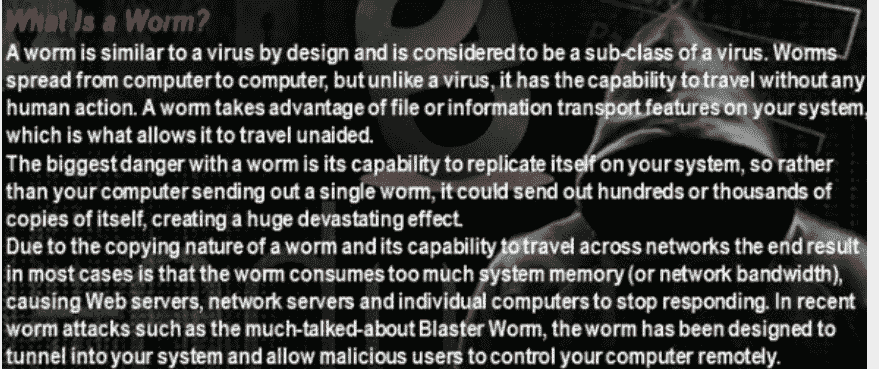 What Is a Worm?
A worm is similar to a virus by design and is considered to be a sub-class of a virus. Worms
spread from computer to computer, but unlike a virus, it has the capability to travel without any
human action. A worm takes advantage of file or information transport features on your system,
which is what allows it to travel unaided.
The biggest danger with a worm is its capability to replicate itself on your system, so rather
than your computer sending out a single worm, it could send out hundreds or thousands of
copies of itself, creating a huge devastating effect.
Due to the copying nature of a worm and its capability to travel across networks the end result
in most cases is that the worm consumes too much system memory (or network bandwidth),
causing Web servers, network servers and individual computers to stop responding. In recent
worm attacks such as the much-talked-about Blaster Worm, the worm has been designed to
tunnel into your system and allow malicious users to control your computer remotely.